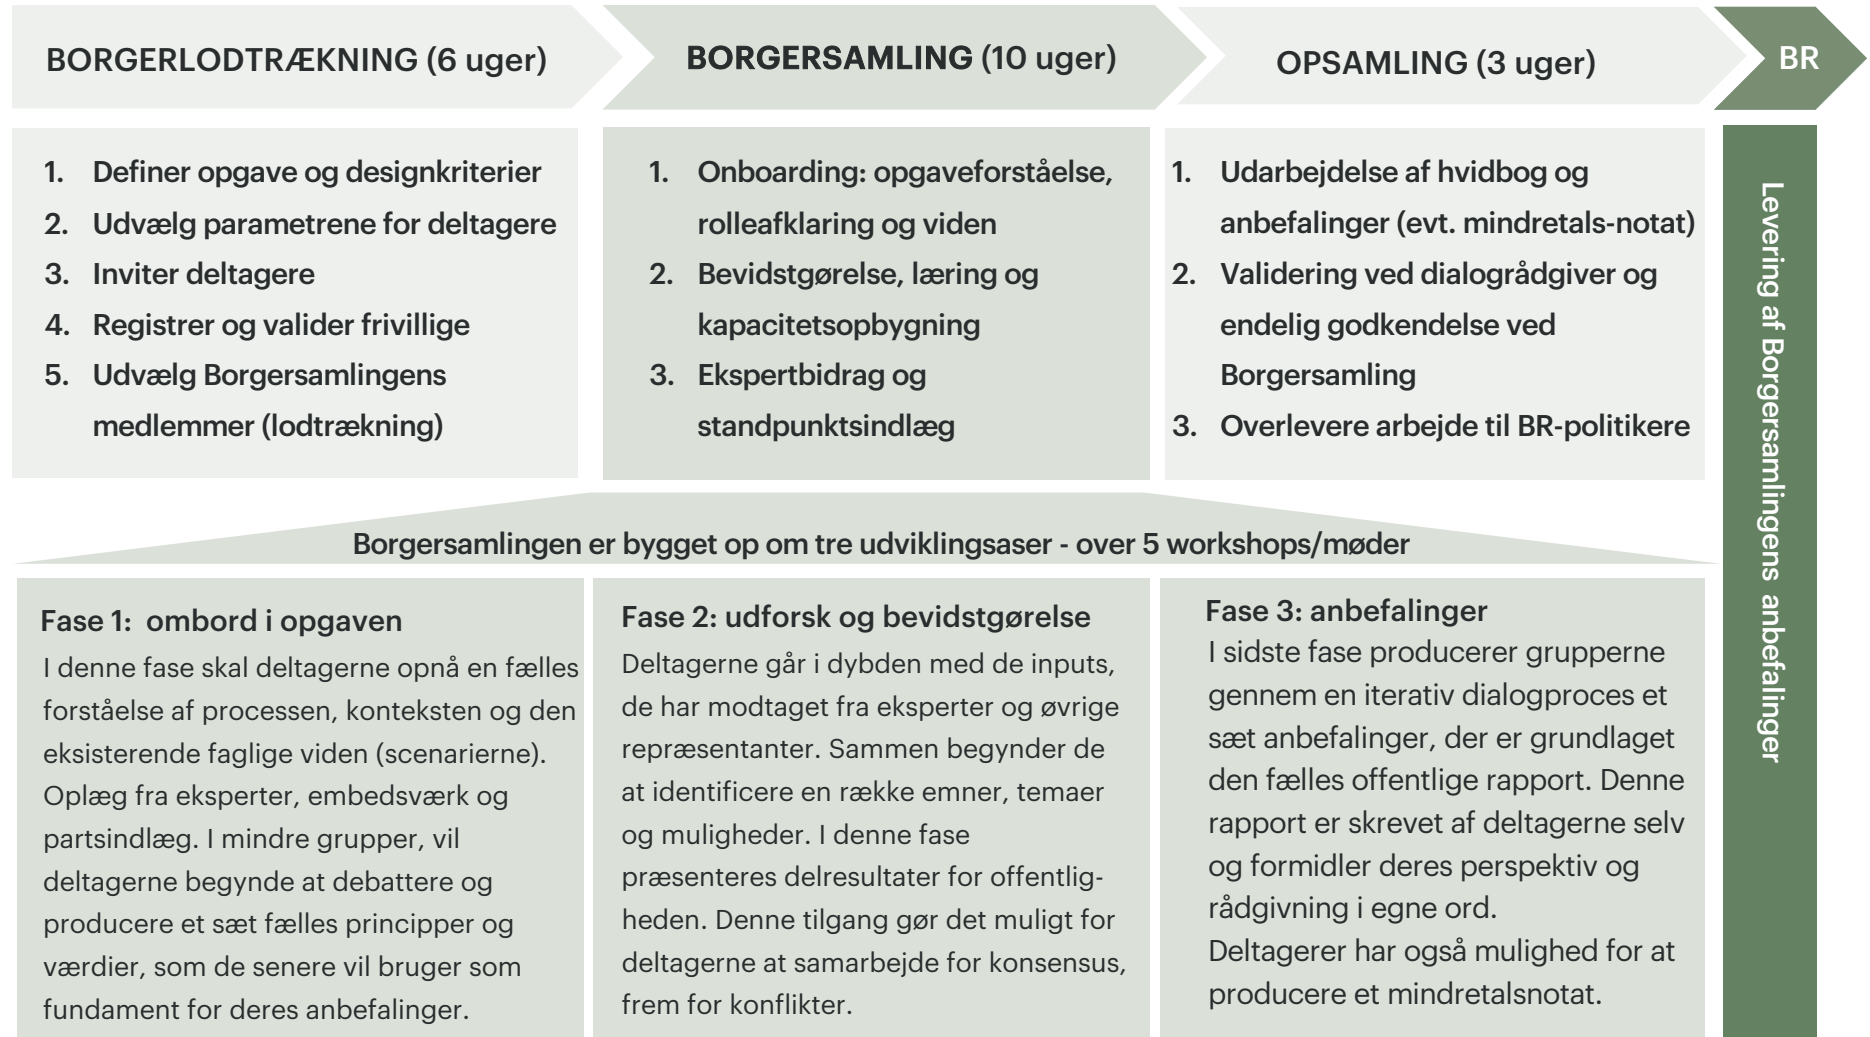 BORGERLODTRÆKNING (6 uger)
BORGERSAMLING (10 uger)
OPSAMLING (3 uger)
BR
1. Definer opgave og designkriterier
2. Udvælg parametrene for deltagere
3. Inviter deltagere
4. Registrer og valider frivillige
5. Udvælg Borgersamlingens
medlemmer (lodtrækning)
1. Onboarding: opgaveforståelse,
rolleafklaring og viden
2. Bevidstgørelse, læring og
kapacitetsopbygning
3. Ekspertbidrag og
standpunktsindlæg
1. Udarbejdelse af hvidbog og
anbefalinger (evt. mindretals-notat)
2. Validering ved dialogrådgiver og
endelig godkendelse ved
Borgersamling
3. Overlevere arbejde til BR-politikere
Levering af Borgersamlingens anbefalinger
Borgersamlingen er bygget op om tre udviklingsaser - over 5 workshops/møder
Fase 1: ombord i opgaven
I denne fase skal deltagerne opnå en fælles
forståelse af processen, konteksten og den
eksisterende faglige viden (scenarierne).
Oplæg fra eksperter, embedsværk og
partsindlæg. I mindre grupper, vil
deltagerne begynde at debattere og
producere et sæt fælles principper og
værdier, som de senere vil bruger som
fundament for deres anbefalinger.
Fase 2: udforsk og bevidstgørelse
Deltagerne går i dybden med de inputs,
de har modtaget fra eksperter og øvrige
repræsentanter. Sammen begynder de
at identificere en række emner, temaer
og muligheder. I denne fase
præsenteres delresultater for offentlig-
heden. Denne tilgang gør det muligt for
deltagerne at samarbejde for konsensus,
frem for konflikter.
Fase 3: anbefalinger
I sidste fase producerer grupperne
gennem en iterativ dialogproces et
sæt anbefalinger, der er grundlaget
den fælles offentlige rapport. Denne
rapport er skrevet af deltagerne selv
og formidler deres perspektiv og
rådgivning i egne ord.
Deltagerer har også mulighed for at
producere et mindretalsnotat.